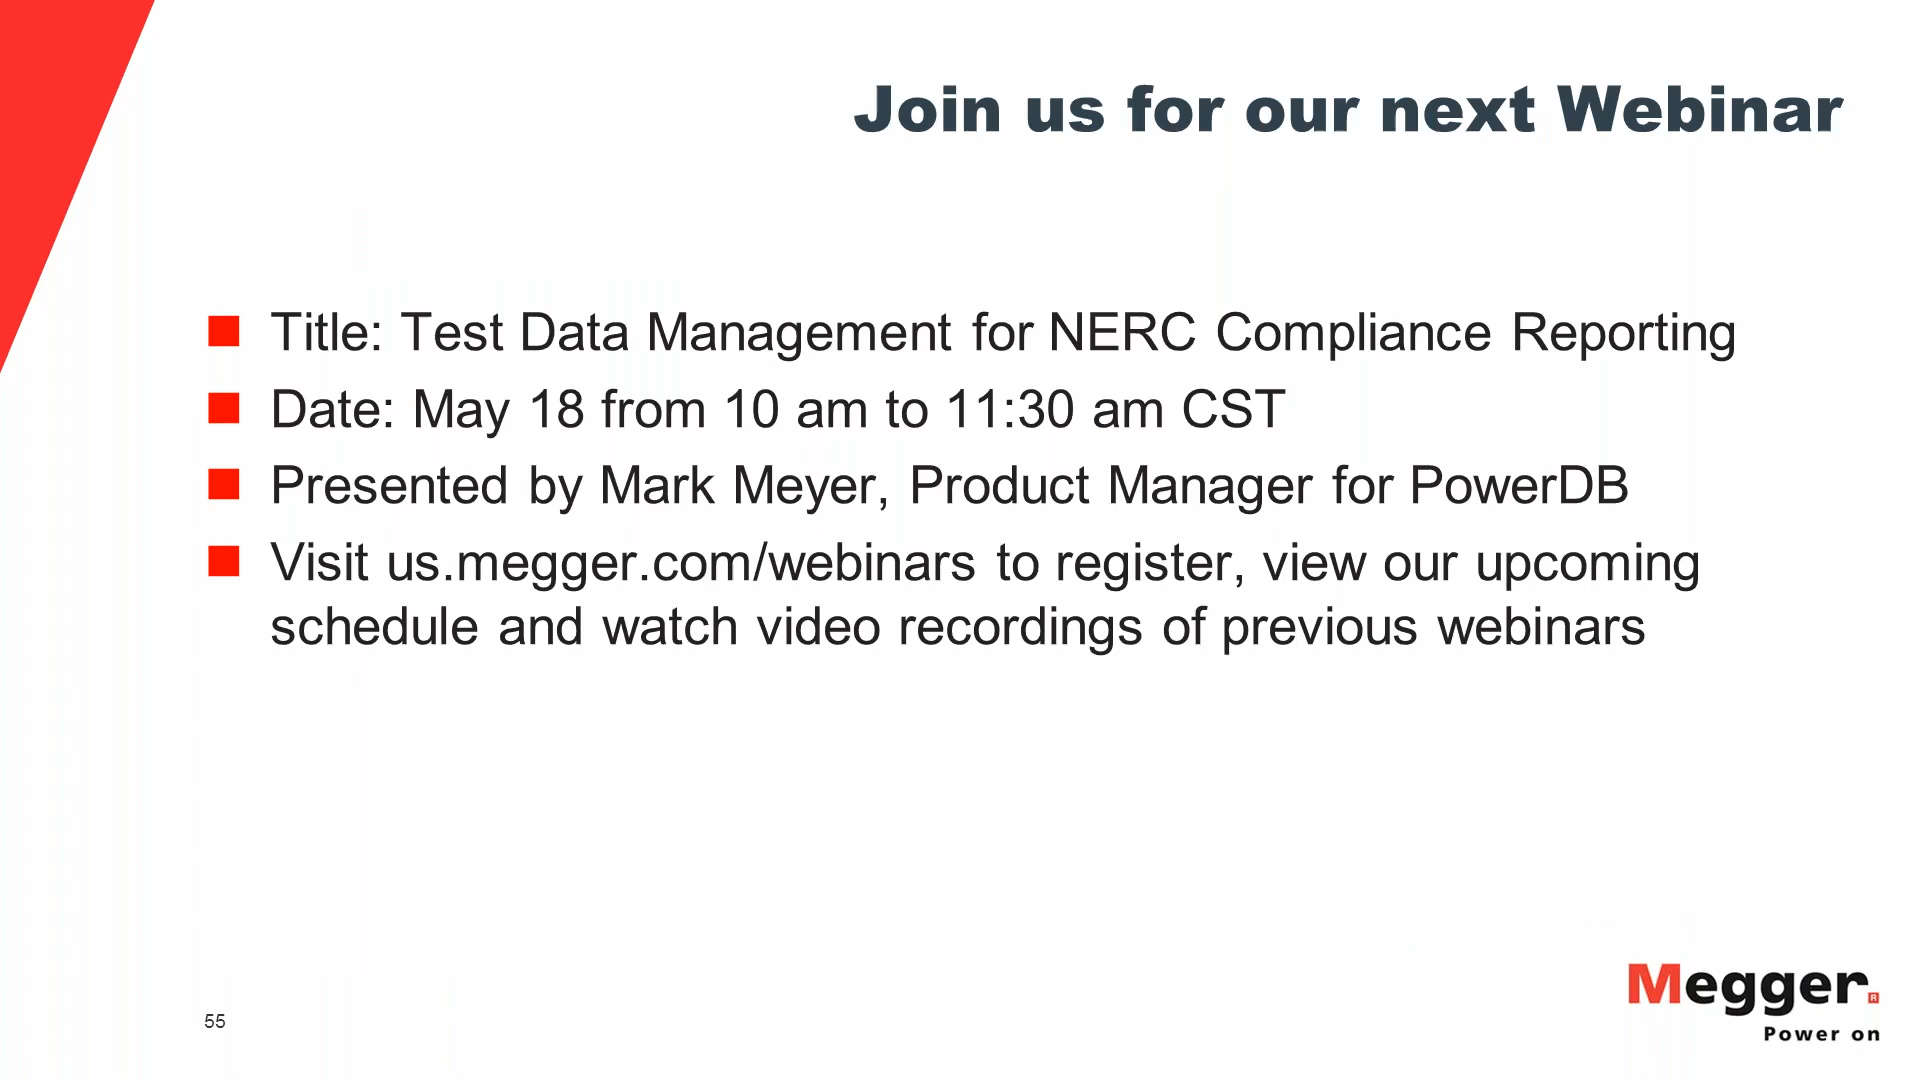 Join us for our next Webinar
Title: Test Data Management for NERC Compliance Reporting
Date: May 18 from 10 am to 11:30 am CST
Presented by Mark Meyer, Product Manager for PowerDB
Visit us.megger.com/webinars to register, view our upcoming
schedule and watch video recordings of previous webinars
55
Megger®
Power on